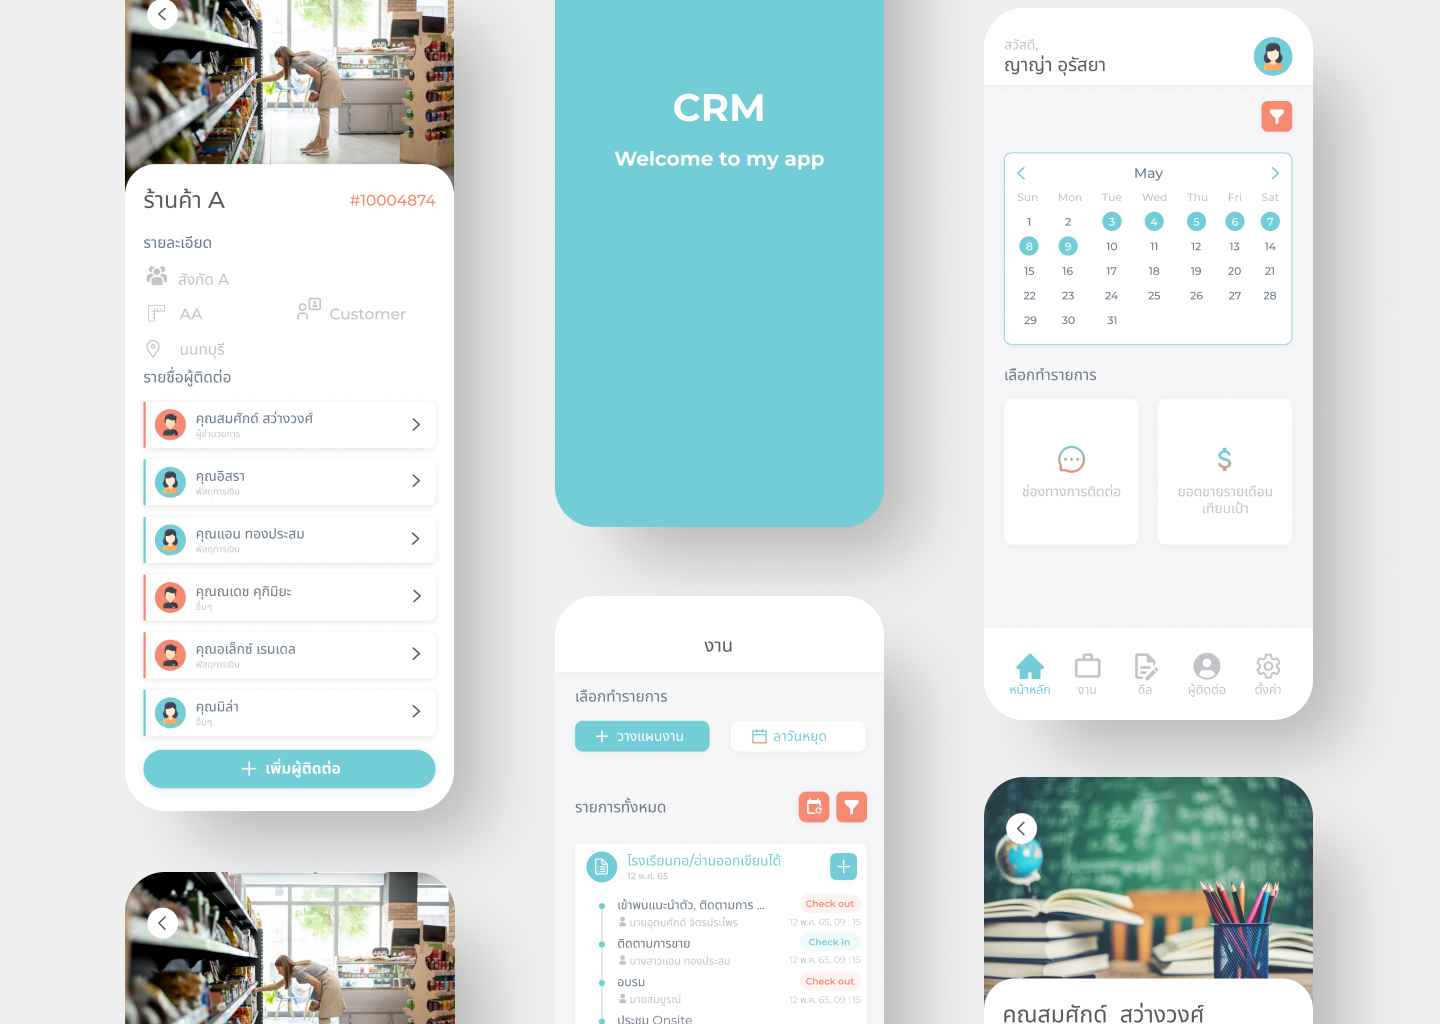 ร้านค้า A
#10004874
รายละเอียด
สังกัด A
AA
Customer
นนทบุรี
รายชื่อผู้ติดต่อ
คุณสมศักดิ์ สว่างวงศ์
ผู้อำนวยการ
คุณอิสรา
พัสดุการเงิน
คุณแอน ทองประสม
พัสดุการเงิน
คุณณเดช คุกิมิยะ
อื่นๆ
คุณอเล็กซ์ เรนเดล
พัสดุการเงิน
คุณมิล่า
อื่นๆ
เพิ่มผู้ติดต่อ
CRM
Welcome to my app
งาน
เลือกทำรายการ
วางแผนงาน
ลาวันหยุด
รายการทั้งหมด
โรงเรียนกอ/อ่านออกเขียนได้
12 พ.ค. 65
เข้าพบแนะนำตัว, ติดตามการ ...
Check out
นายอุดมศักดิ์ จิตรประไพร
12 พ.ค. 65, 09 : 15
ติดตามการขาย
Check in
นางสาวแอน ทองประสม
12 พ.ค. 65, 09 : 15
อบรม
Check out
นายสมบูรณ์
12 พ.ค. 65, 09 : 15
ประชุม Onsite
สวัสดี,
ญาญ่า อุรัสยา
May
Sun Mon Tue Wed Thu Fri Sat
1 2 3 4 5 6 7
8 9 10 11 12 13 14
15 16 17 18 19 20 21
22 23 24 25 26 27 28
29 30 31
เลือกทำรายการ
ช่องทางการติดต่อ
ยอดขายรายเดือน
เทียบเป้า
หน้าหลัก
งาน
ดีล
ผู้ติดต่อ
ตั้งค่า
คุณสมศักดิ์ สว่างวงศ์